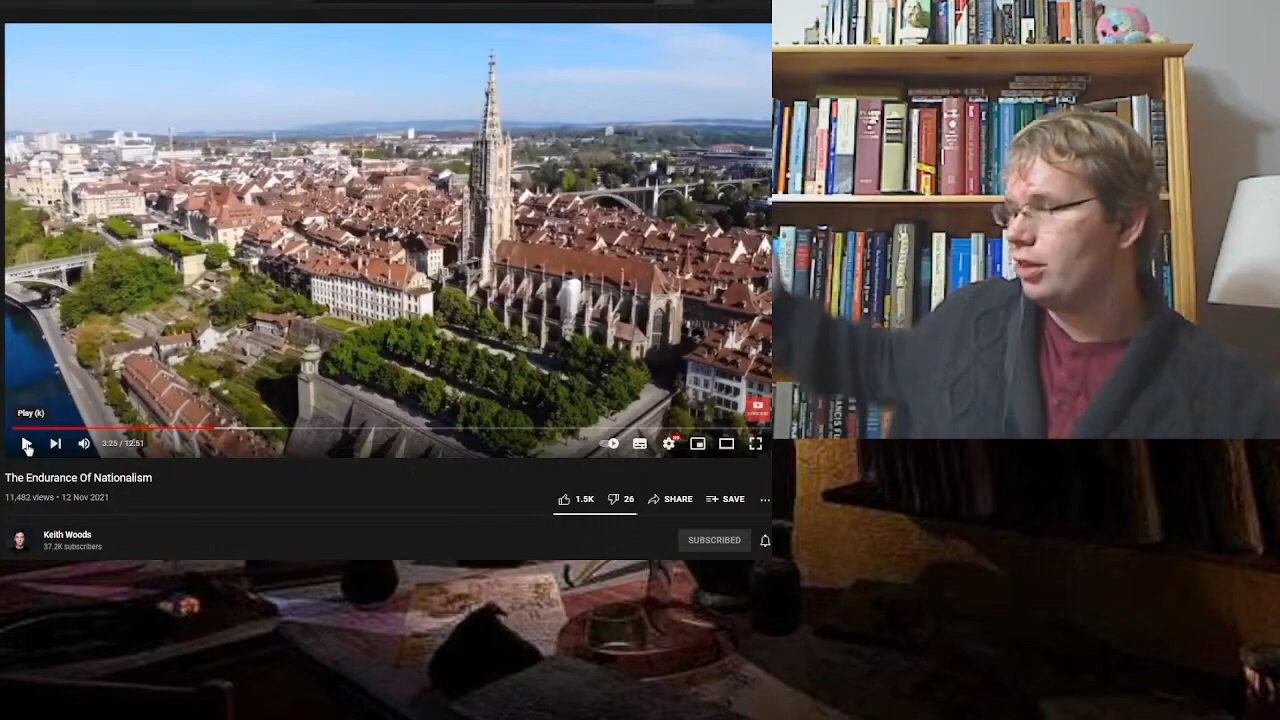 Play (k)
3:25 / 12:51
HD
The Endurance Of Nationalism
11,482 views • 12 Nov 2021
1.5K
26
SHARE
SAVE
Keith Woods
37.2K subscribers
SUBSCRIBED